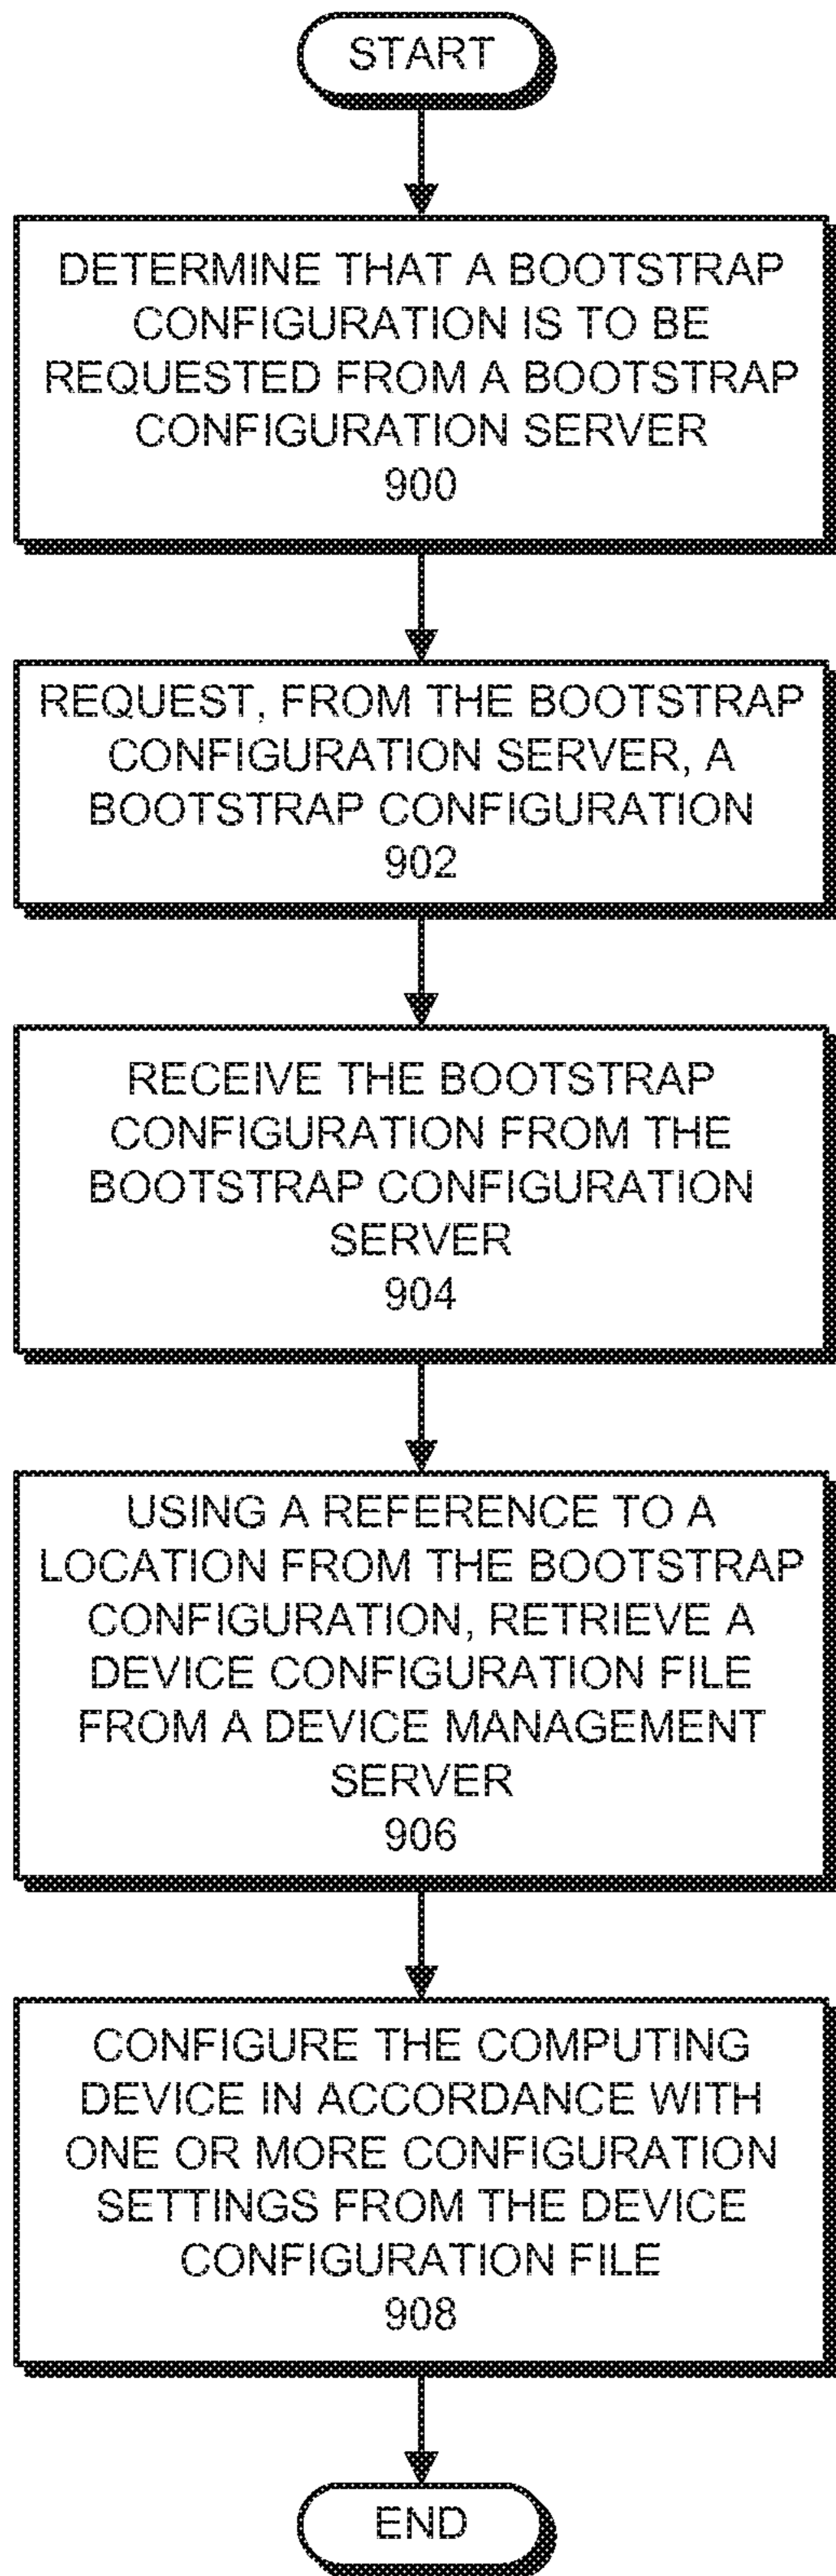 START
DETERMINE THAT A BOOTSTRAP
CONFIGURATION IS TO BE
REQUESTED FROM A BOOTSTRAP
CONFIGURATION SERVER
900
REQUEST, FROM THE BOOTSTRAP
CONFIGURATION SERVER, A
BOOTSTRAP CONFIGURATION
902
RECEIVE THE BOOTSTRAP
CONFIGURATION FROM THE
BOOTSTRAP CONFIGURATION
SERVER
904
USING A REFERENCE TO A
LOCATION FROM THE BOOTSTRAP
CONFIGURATION, RETRIEVE A
DEVICE CONFIGURATION FILE
FROM A DEVICE MANAGEMENT
SERVER
906
CONFIGURE THE COMPUTING
DEVICE IN ACCORDANCE WITH
ONE OR MORE CONFIGURATION
SETTINGS FROM THE DEVICE
CONFIGURATION FILE
908
END